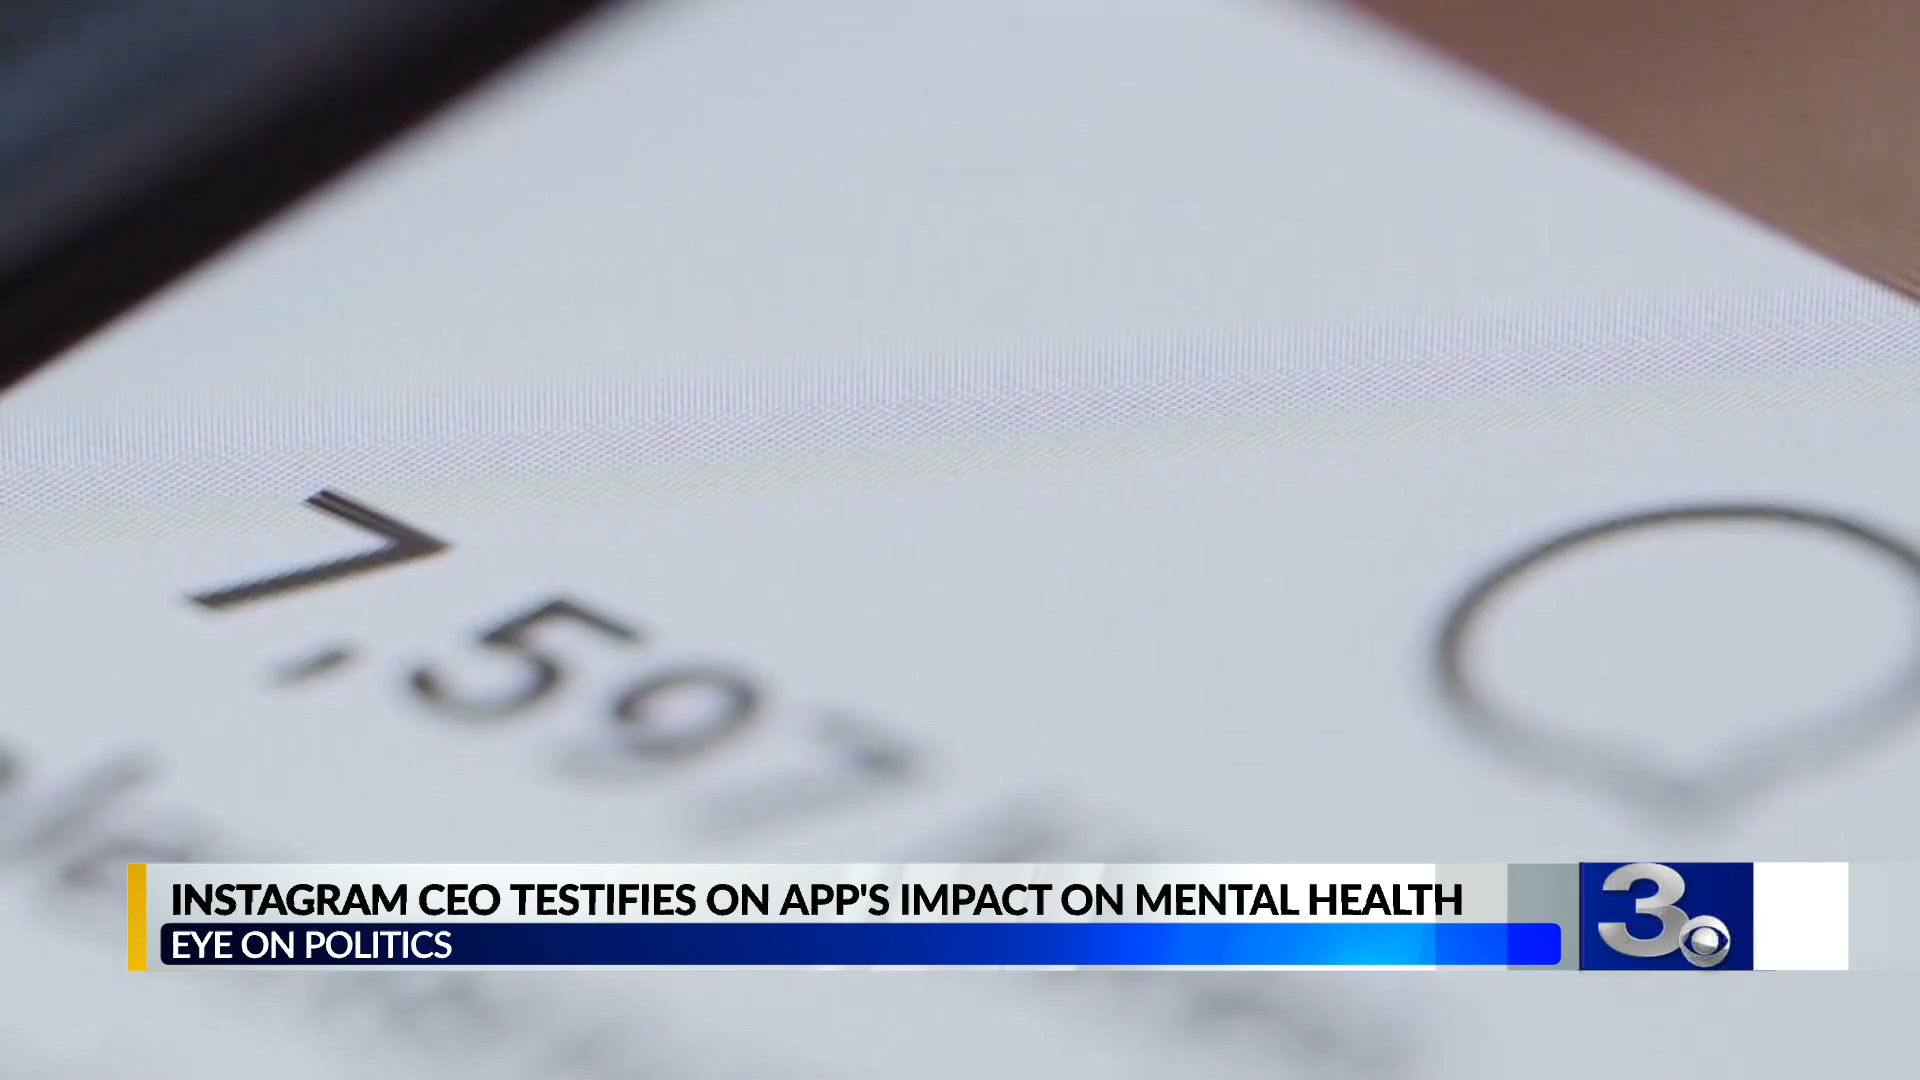 7,597
INSTAGRAM CEO TESTIFIES ON APP'S IMPACT ON MENTAL HEALTH
EYE ON POLITICS
3